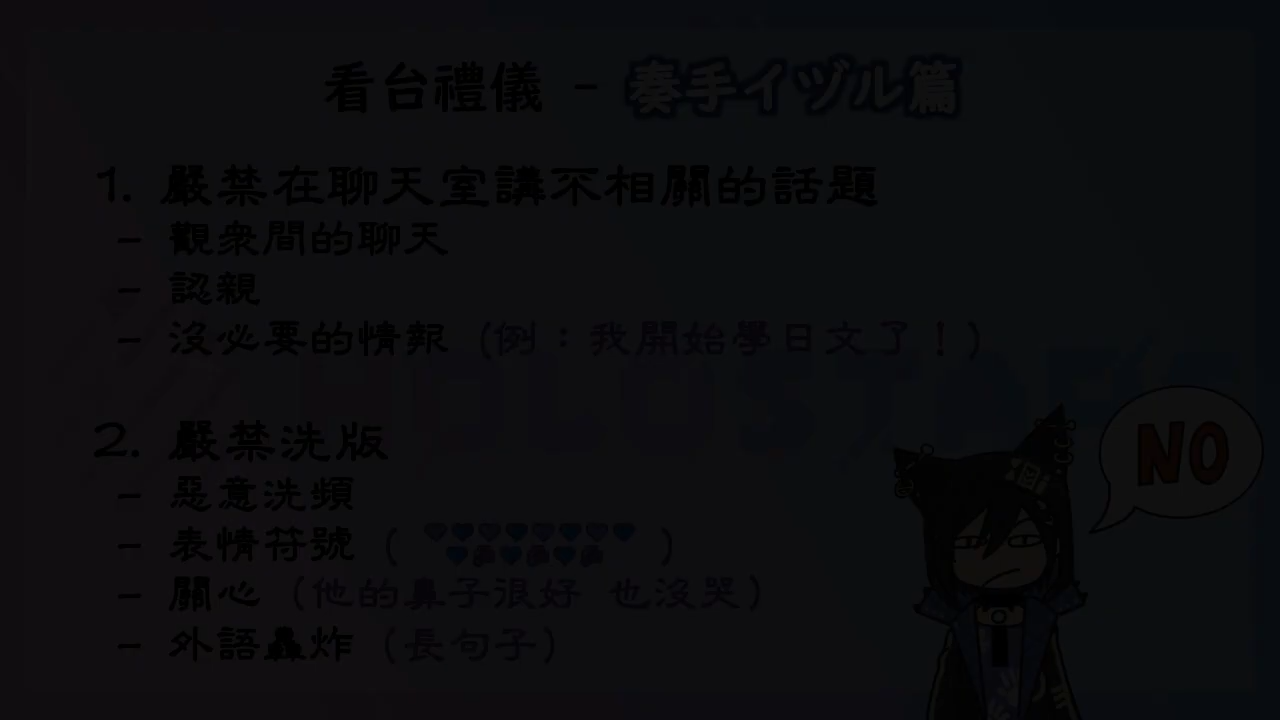 看台禮儀 - 奏手イヅル篇
1. 嚴禁在聊天室講不相關的話題
- 觀衆間的聊天
- 認親
- 沒必要的情報 (例：我開始學日文了！)
HOLOSTARS
2. 嚴禁洗版
- 惡意洗頻
- 表情符號 ( )
- 關心 (他的鼻子很好 也沒哭)
- 外語轟炸 (長句子)
NO